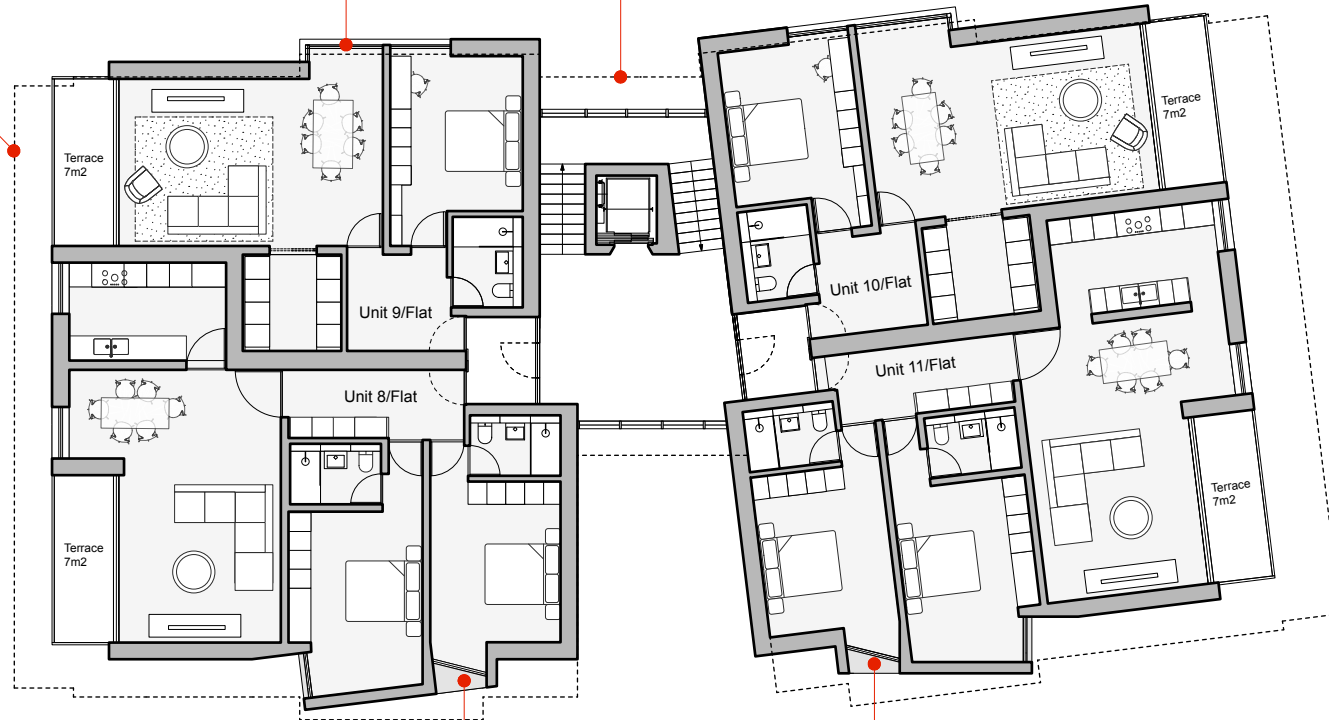 Terrace
7m2
Terrace
7m2
Unit 9/Flat
Unit 10/Flat
Unit 8/Flat
Unit 11/Flat
Terrace
7m2
Terrace
7m2